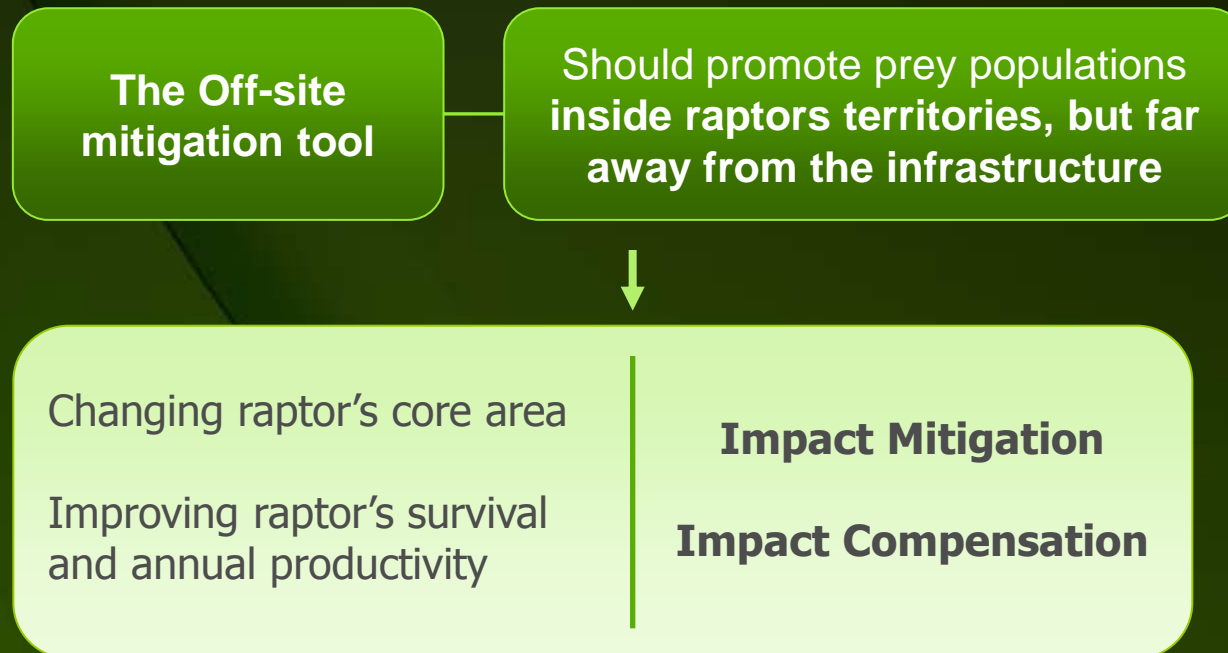 The Off-site
mitigation tool
Should promote prey populations
inside raptors territories, but far
away from the infrastructure
Changing raptor’s core area
Improving raptor’s survival
and annual productivity
Impact Mitigation
Impact Compensation